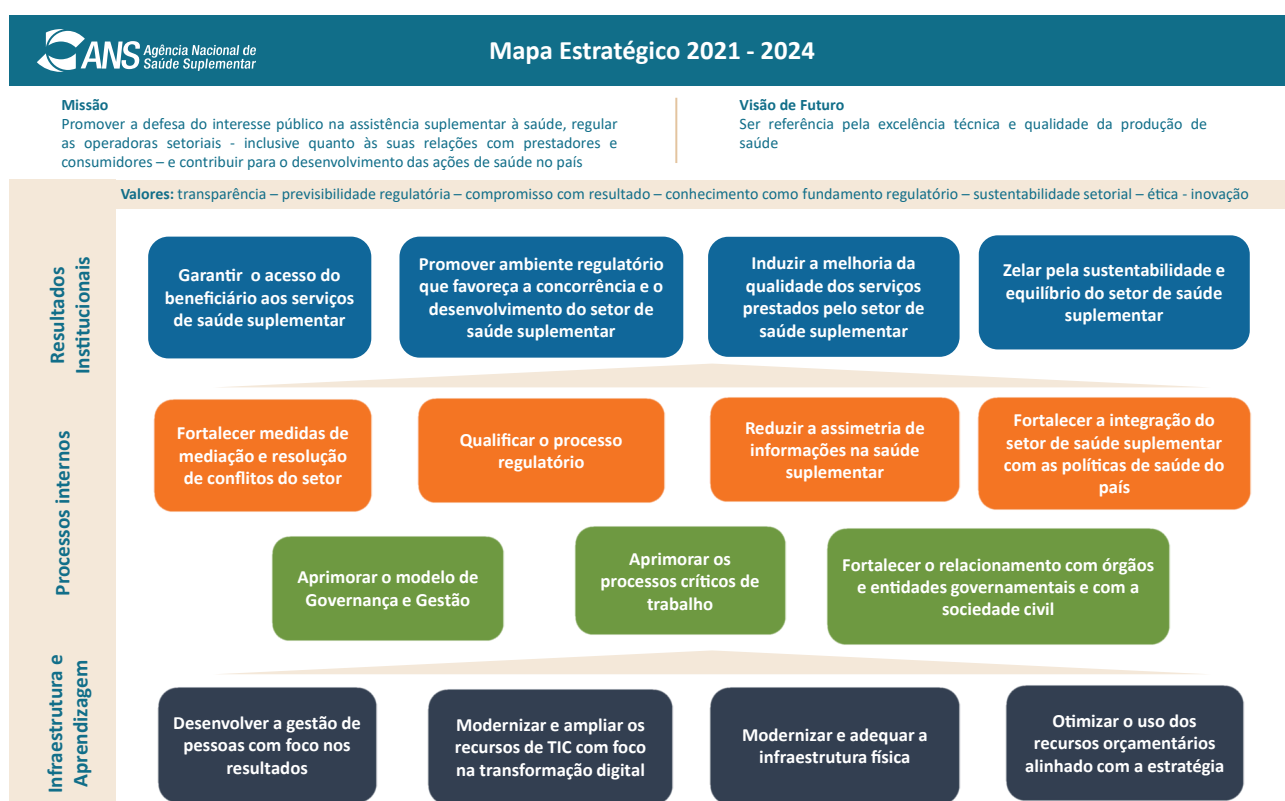 ANS Agência Nacional de
Saúde Suplementar
Mapa Estratégico 2021 - 2024
Missão
Promover a defesa do interesse público na assistência suplementar à saúde, regular
as operadoras setoriais - inclusive quanto às suas relações com prestadores e
consumidores – e contribuir para o desenvolvimento das ações de saúde no país
Visão de Futuro
Ser referência pela excelência técnica e qualidade da produção de
saúde
Valores: transparência – previsibilidade regulatória – compromisso com resultado – conhecimento como fundamento regulatório – sustentabilidade setorial – ética - inovação
Resultados
Institucionais
Garantir o acesso do
beneficiário aos serviços
de saúde suplementar
Promover ambiente regulatório
que favoreça a concorrência e o
desenvolvimento do setor de
saúde suplementar
Induzir a melhoria da
qualidade dos serviços
prestados pelo setor de
saúde suplementar
Zelar pela sustentabilidade e
equilíbrio do setor de saúde
suplementar
Processos internos
Fortalecer medidas de
mediação e resolução
de conflitos do setor
Qualificar o processo
regulatório
Reduzir a assimetria de
informações na saúde
suplementar
Fortalecer a integração do
setor de saúde suplementar
com as políticas de saúde do
país
Aprimorar o modelo de
Governança e Gestão
Aprimorar os
processos críticos de
trabalho
Fortalecer o relacionamento com órgãos
e entidades governamentais e com a
sociedade civil
Infraestrutura e
Aprendizagem
Desenvolver a gestão de
pessoas com foco nos
resultados
Modernizar e ampliar os
recursos de TIC com foco
na transformação digital
Modernizar e adequar a
infraestrutura física
Otimizar o uso dos
recursos orçamentários
alinhado com a estratégia